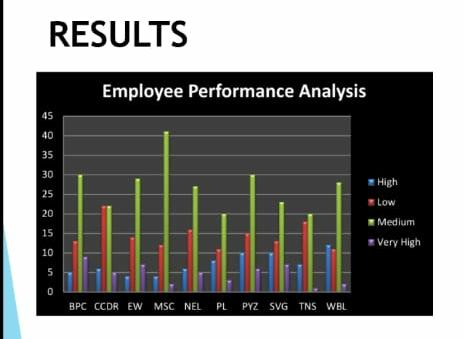 RESULTS
Employee Performance Analysis
45
40
35
30
25
20
15
10
5
0
BPC CCDR EW MSC NEL PL PYZ SVG TNS WBL
High
Low
Medium
Very High